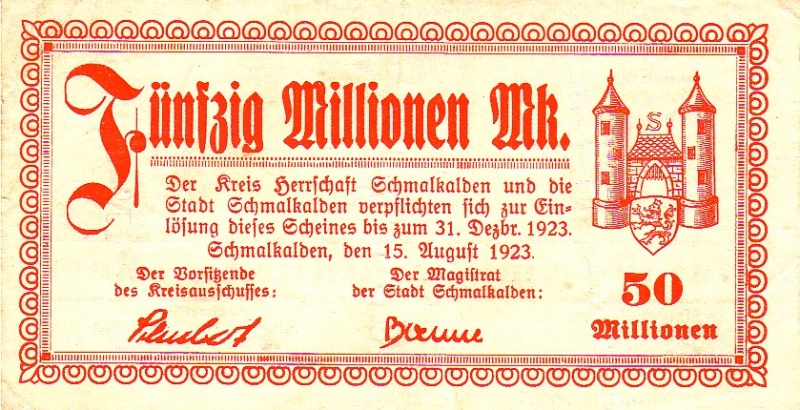 Fünfzig Millionen Mk.
Der Kreis Herrschaft Schmalkalden und die
Stadt Schmalkalden verpflichten sich zur Ein-
lösung dieses Scheines bis zum 31. Dezbr. 1923.
Schmalkalden, den 15. August 1923.
Der Vorsitzende
des Kreisausschusses:
Der Magistrat
der Stadt Schmalkalden:
S
50
Millionen